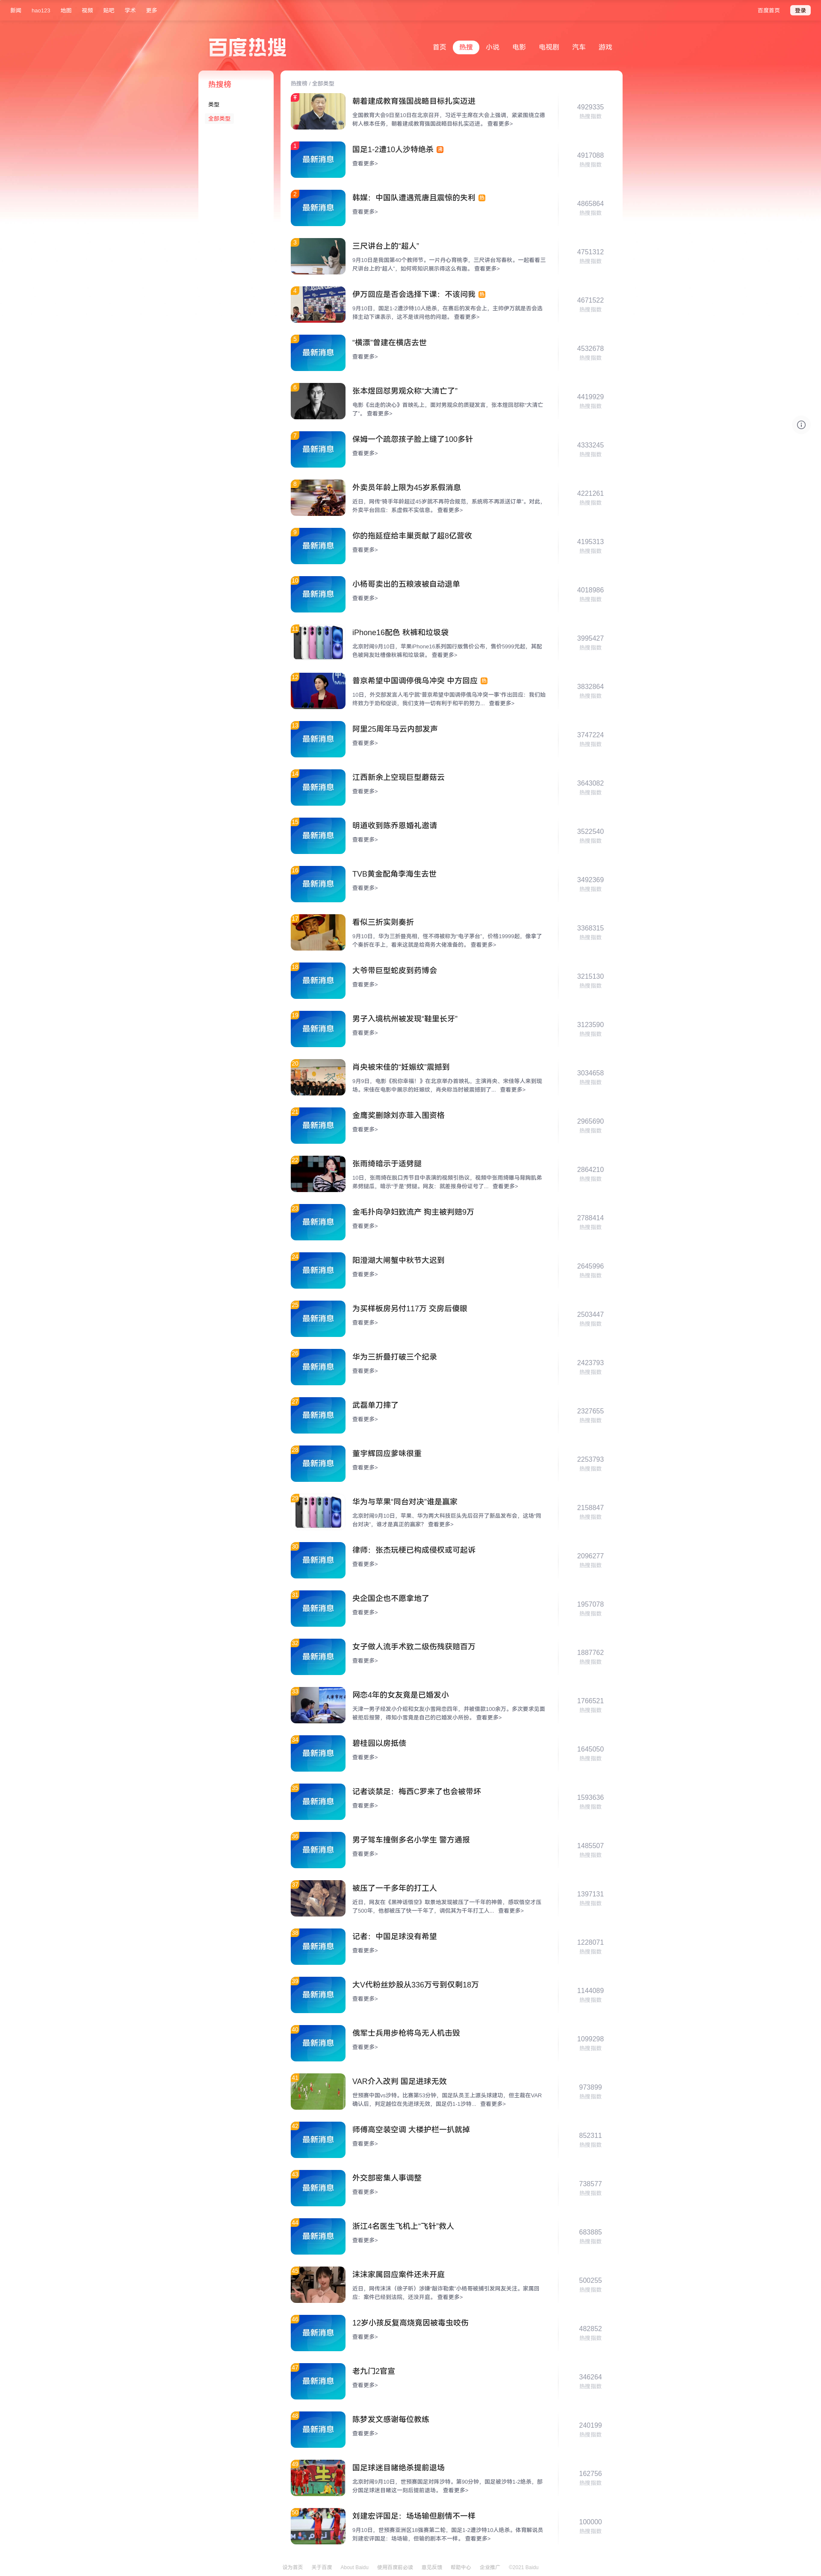 新闻
hao123
地图
视频
贴吧
学术
更多
百度首页
登录
百度热搜
首页
热搜
小说
电影
电视剧
汽车
游戏
热搜榜
类型
全部类型
热搜榜 / 全部类型
朝着建成教育强国战略目标扎实迈进
全国教育大会9日至10日在北京召开，习近平主席在大会上强调，紧紧围绕立德
树人根本任务，朝着建成教育强国战略目标扎实迈进。 查看更多>
4929335
热搜指数
1
最新消息
国足1-2遭10人沙特绝杀
查看更多>
4917088
热搜指数
2
最新消息
韩媒：中国队遭遇荒唐且震惊的失利 热
查看更多>
4865864
热搜指数
3
三尺讲台上的“超人”
9月10日是我国第40个教师节。一片丹心育桃李，三尺讲台写春秋。一起看看三
尺讲台上的“超人”，如何将知识展示得这么有趣。 查看更多>
4751312
热搜指数
4
伊万回应是否会选择下课：不该问我 热
9月10日，国足1-2遭沙特10人绝杀，在赛后的发布会上，主帅伊万就是否会选
择主动下课表示，这不是该问他的问题。 查看更多>
4671522
热搜指数
5
最新消息
“横漂”曾建在横店去世
查看更多>
4532678
热搜指数
6
张本煜回怼男观众称“大清亡了”
电影《出走的决心》首映礼上，面对男观众的质疑发言，张本煜回怼称“大清亡
了”。 查看更多>
4419929
热搜指数
7
最新消息
保姆一个疏忽孩子脸上缝了100多针
查看更多>
4333245
热搜指数
8
外卖员年龄上限为45岁系假消息
近日，网传“骑手年龄超过45岁就不再符合规范，系统将不再派送订单”。对此，
外卖平台回应：系虚假不实信息。 查看更多>
4221261
热搜指数
9
最新消息
你的拖延症给丰巢贡献了超8亿营收
查看更多>
4195313
热搜指数
10
最新消息
小杨哥卖出的五粮液被自动退单
查看更多>
4018986
热搜指数
11
iPhone16配色 秋裤和垃圾袋
北京时间9月10日，苹果iPhone16系列国行版售价公布，售价5999元起，其配
色被网友吐槽像秋裤和垃圾袋。 查看更多>
3995427
热搜指数
12
普京希望中国调停俄乌冲突 中方回应 热
10日，外交部发言人毛宁就“普京希望中国调停俄乌冲突一事”作出回应：我们始
终致力于劝和促谈，我们支持一切有利于和平的努力... 查看更多>
3832864
热搜指数
13
最新消息
阿里25周年马云内部发声
查看更多>
3747224
热搜指数
14
最新消息
江西新余上空现巨型蘑菇云
查看更多>
3643082
热搜指数
15
最新消息
明道收到陈乔恩婚礼邀请
查看更多>
3522540
热搜指数
16
最新消息
TVB黄金配角李海生去世
查看更多>
3492369
热搜指数
17
看似三折实则奏折
9月10日，华为三折叠亮相，怪不得被称为“电子茅台”，价格19999起，像拿了
个奏折在手上，看来这就是给商务大佬准备的。 查看更多>
3368315
热搜指数
18
最新消息
大爷带巨型蛇皮到药博会
查看更多>
3215130
热搜指数
19
最新消息
男子入境杭州被发现“鞋里长牙”
查看更多>
3123590
热搜指数
20
肖央被宋佳的“妊娠纹”震撼到
9月9日，电影《祝你幸福！》在北京举办首映礼，主演肖央，宋佳等人来到现
场。宋佳在电影中展示的妊娠纹，肖央称当时被震撼到了... 查看更多>
3034658
热搜指数
21
最新消息
金鹰奖删除刘亦菲入围资格
查看更多>
2965690
热搜指数
22
张雨绮暗示于适劈腿
10日，张雨绮在脱口秀节目中表演的视频引热议，视频中张雨绮嫌马鞍胸肌柔
弟劈腿瓜，暗示“于是”劈腿。网友：就差报身份证号了... 查看更多>
2864210
热搜指数
23
最新消息
金毛扑向孕妇致流产 狗主被判赔9万
查看更多>
2788414
热搜指数
24
最新消息
阳澄湖大闸蟹中秋节大迟到
查看更多>
2645996
热搜指数
25
最新消息
为买样板房另付117万 交房后傻眼
查看更多>
2503447
热搜指数
26
最新消息
华为三折叠打破三个纪录
查看更多>
2423793
热搜指数
27
最新消息
武磊单刀捧了
查看更多>
2327655
热搜指数
28
最新消息
董宇辉回应爹味很重
查看更多>
2253793
热搜指数
29
华为与苹果“同台对决”谁是赢家
北京时间9月10日，苹果、华为两大科技巨头先后召开了新品发布会，这场“同
台对决”，谁才是真正的赢家？ 查看更多>
2158847
热搜指数
30
最新消息
律师：张杰玩梗已构成侵权或可起诉
查看更多>
2096277
热搜指数
31
最新消息
央企国企也不愿拿地了
查看更多>
1957078
热搜指数
32
最新消息
女子做人流手术致二级伤残获赔百万
查看更多>
1887762
热搜指数
33
网恋4年的女友竟是已婚发小
天津一男子经发小介绍和女友小雪网恋四年，并被借款100余万。多次要求见面
被拒后报警，得知小雪竟是自己的已婚发小所扮。 查看更多>
1766521
热搜指数
34
最新消息
碧桂园以房抵债
查看更多>
1645050
热搜指数
35
最新消息
记者谈禁足：梅西C罗来了也会被带坏
查看更多>
1593636
热搜指数
36
最新消息
男子驾车撞倒多名小学生 警方通报
查看更多>
1485507
热搜指数
37
被压了一千多年的打工人
近日，网友在《黑神话悟空》取景地发现被压了一千年的神兽，感叹悟空才压
了500年，他都被压了快一千年了，调侃其为千年打工人... 查看更多>
1397131
热搜指数
38
最新消息
记者：中国足球没有希望
查看更多>
1228071
热搜指数
39
最新消息
大V代粉丝炒股从336万亏到仅剩18万
查看更多>
1144089
热搜指数
40
最新消息
俄军士兵用步枪将乌无人机击毁
查看更多>
1099298
热搜指数
41
VAR介入改判 国足进球无效
世预赛中国vs沙特。比赛第53分钟，国足队员王上源头球建功，但主裁在VAR
确认后，判定越位在先进球无效，国足仍1-1沙特... 查看更多>
973899
热搜指数
42
最新消息
师傅高空装空调 大楼护栏一扒就掉
查看更多>
852311
热搜指数
43
最新消息
外交部密集人事调整
查看更多>
738577
热搜指数
44
最新消息
浙江4名医生飞机上“飞针”救人
查看更多>
683885
热搜指数
45
沫沫家属回应案件还未开庭
近日，网传沫沫（徐子昕）涉嫌“敲诈勒索”小杨哥被捕引发网友关注。家属回
应：案件已经到法院，还没开庭。 查看更多>
500255
热搜指数
46
最新消息
12岁小孩反复高烧竟因被毒虫咬伤
查看更多>
482852
热搜指数
47
最新消息
老九门2官宣
查看更多>
346264
热搜指数
48
最新消息
陈梦发文感谢每位教练
查看更多>
240199
热搜指数
49
国足球迷目睹绝杀提前退场
北京时间9月10日，世预赛国足对阵沙特。第90分钟，国足被沙特1-2绝杀，部
分国足球迷目睹这一刻后提前退场。 查看更多>
162756
热搜指数
50
刘建宏评国足：场场输但剧情不一样
9月10日，世预赛亚洲区18强赛第二轮，国足1-2遭沙特10人绝杀。体育解说员
刘建宏评国足：场场输，但输的剧本不一样。 查看更多>
100000
热搜指数
设为首页
关于百度
About Baidu
使用百度前必读
意见反馈
帮助中心
企业推广
©2021 Baidu